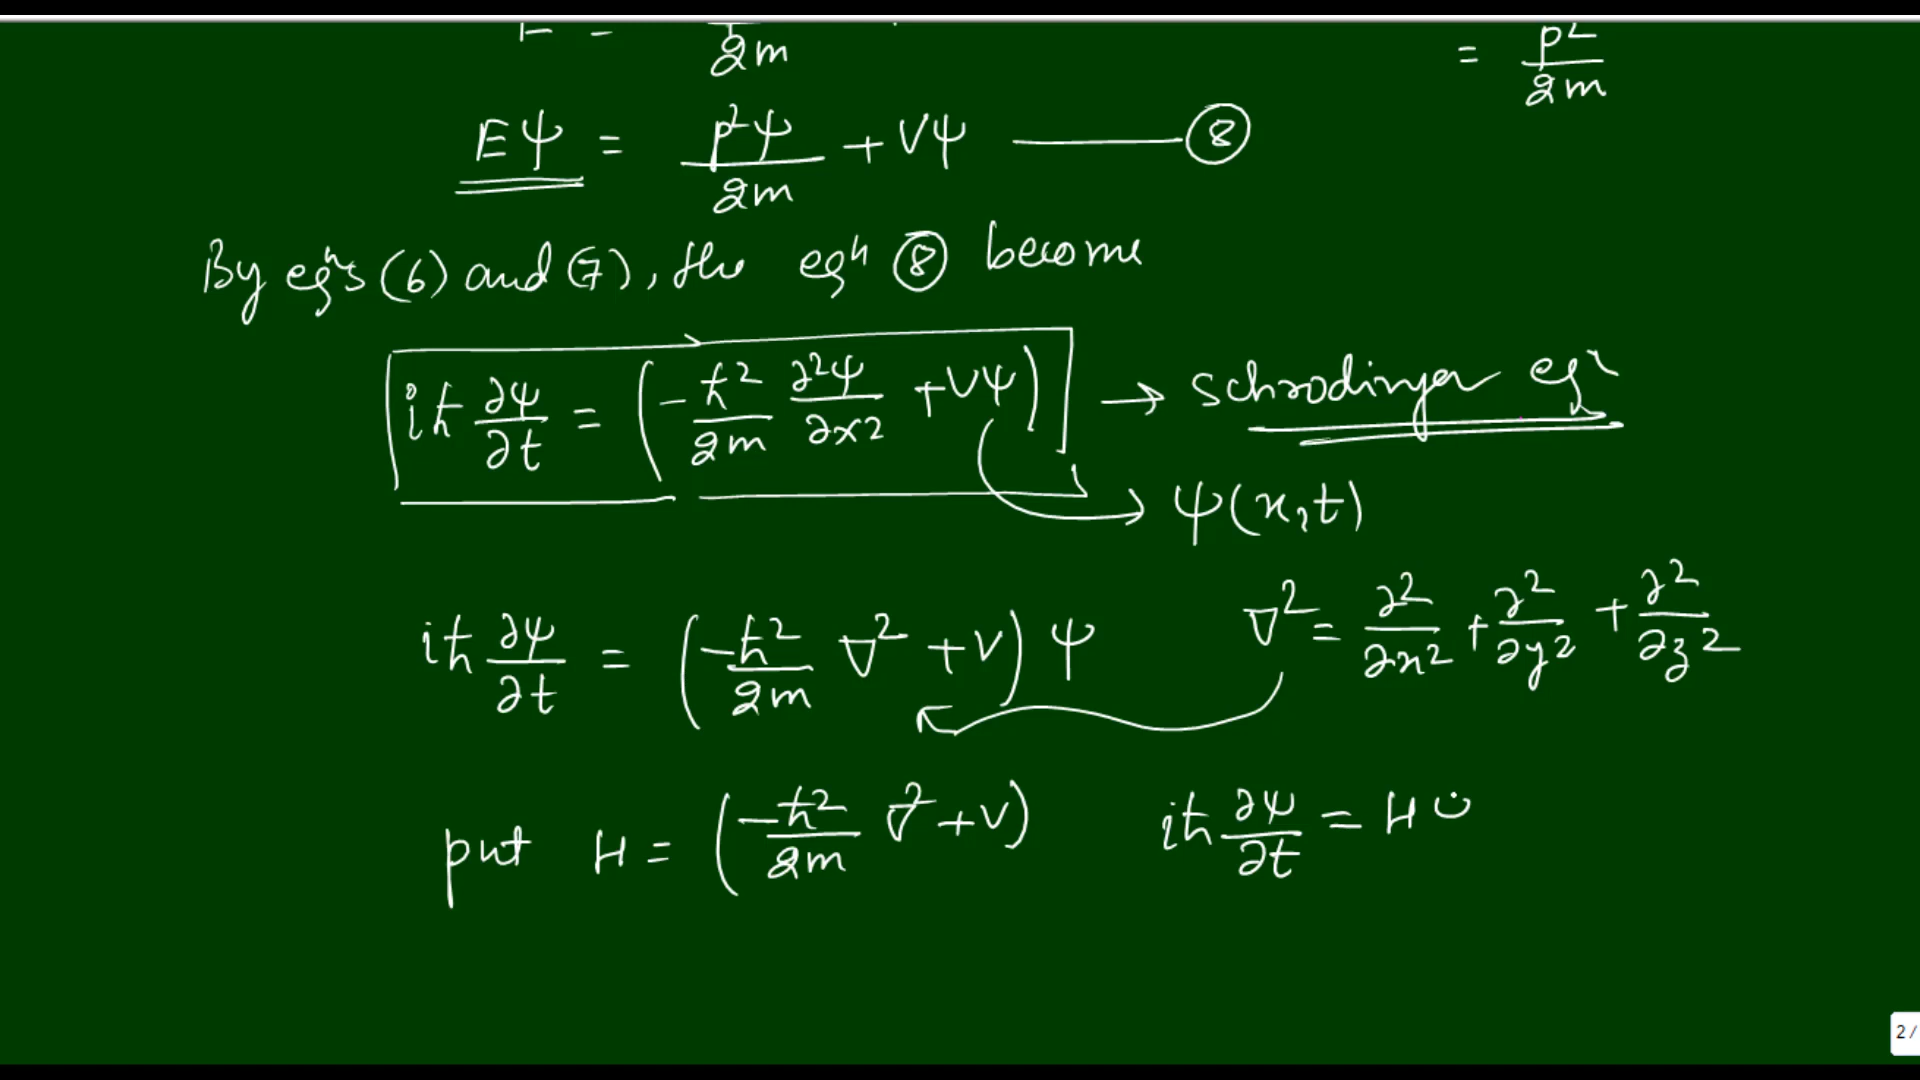 2m
= p²/2m
Eψ = p²ψ/2m + Vψ —— ⑧
By eqⁿs (6) and (7), the eqⁿ ⑧ become
iħ ∂ψ/∂t = (-ħ²/2m ∂²ψ/∂x² + Vψ) → Schrodinger eqⁿ
→ ψ(x,t)
iħ ∂ψ/∂t = (-ħ²/2m ∇² + V) ψ
∇² = ∂²/∂x² + ∂²/∂y² + ∂²/∂z²
put H = (-ħ²/2m ∇² + V)
iħ ∂ψ/∂t = H
2/